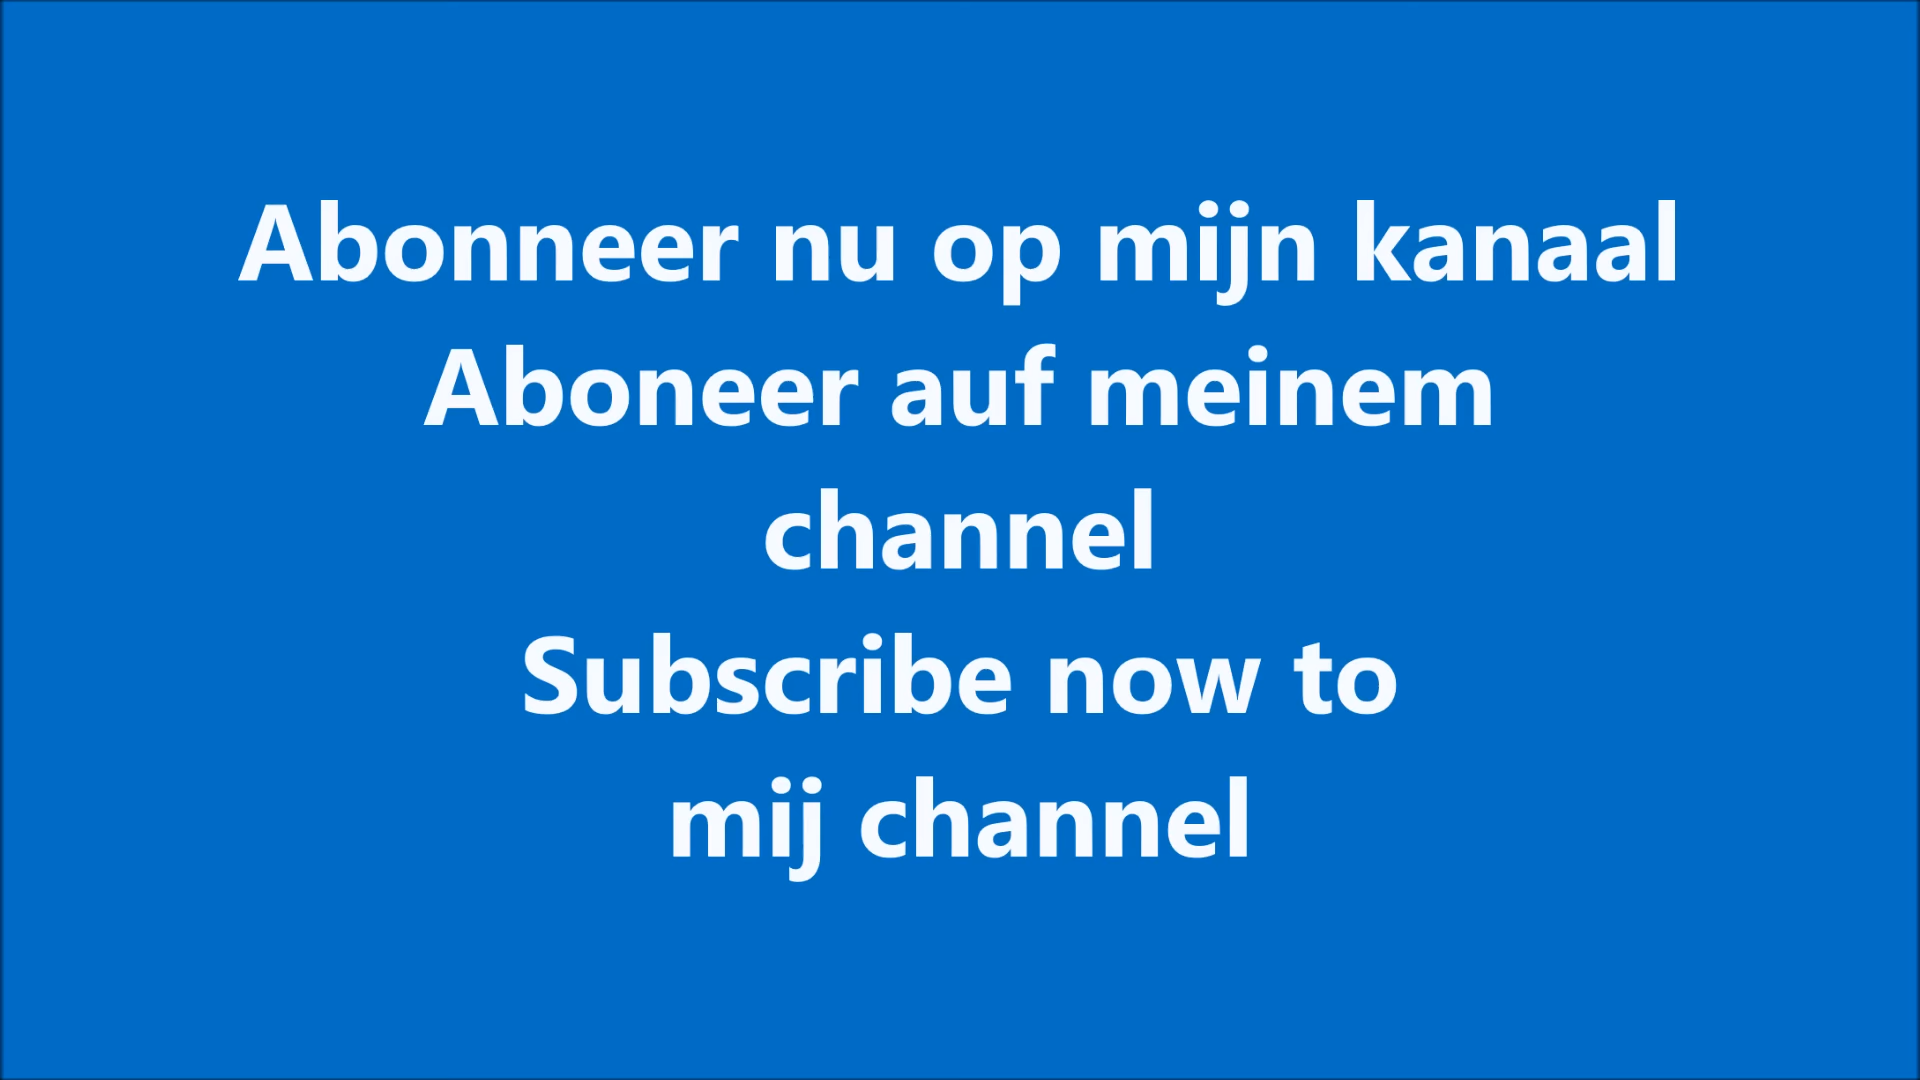 Abonneer nu op mijn kanaal
Aboneer auf meinem
channel
Subscribe now to
mij channel